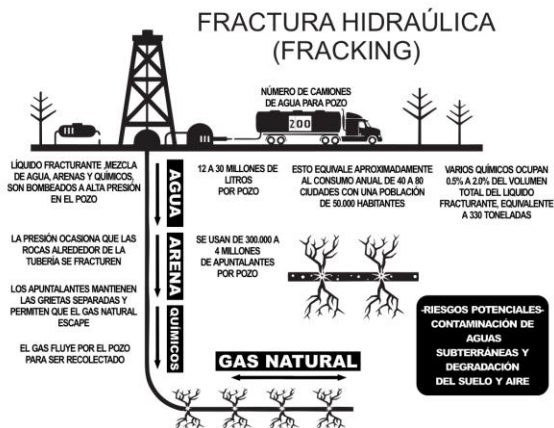 FRACTURA HIDRAÚLICA
(FRACKING)
NÚMERO DE CAMIONES
DE AGUA PARA POZO
200
LÍQUIDO FRACTURANTE ,MEZCLA
DE AGUA, ARENAS Y QUÍMICOS,
SON BOMBEADOS A ALTA PRESIÓN
EN EL POZO
LA PRESIÓN OCASIONA QUE LAS
ROCAS ALREDEDOR DE LA
TUBERÍA SE FRACTUREN
LOS APUNTALANTES MANTIENEN
LAS GRIETAS SEPARADAS Y
PERMITEN QUE EL GAS NATURAL
ESCAPE
EL GAS FLUYE POR EL POZO
PARA SER RECOLECTADO
AGUA
ARENA
QUÍMICOS
12 A 30 MILLONES DE
LITROS
POR POZO
SE USAN DE 300.000 A
4 MILLONES
DE APUNTALANTES
POR POZO
ESTO EQUIVALE APROXIMADAMENTE
AL CONSUMO ANUAL DE 40 A 80
CIUDADES CON UNA POBLACIÓN
DE 50.000 HABITANTES
VARIOS QUÍMICOS OCUPAN
0.5% A 2.0% DEL VOLUMEN
TOTAL DEL LIQUIDO
FRACTURANTE, EQUIVALENTE
A 330 TONELADAS
GAS NATURAL
-RIESGOS POTENCIALES-
CONTAMINACIÓN DE
AGUAS
SUBTERRÁNEAS Y
DEGRADACIÓN
DEL SUELO Y AIRE